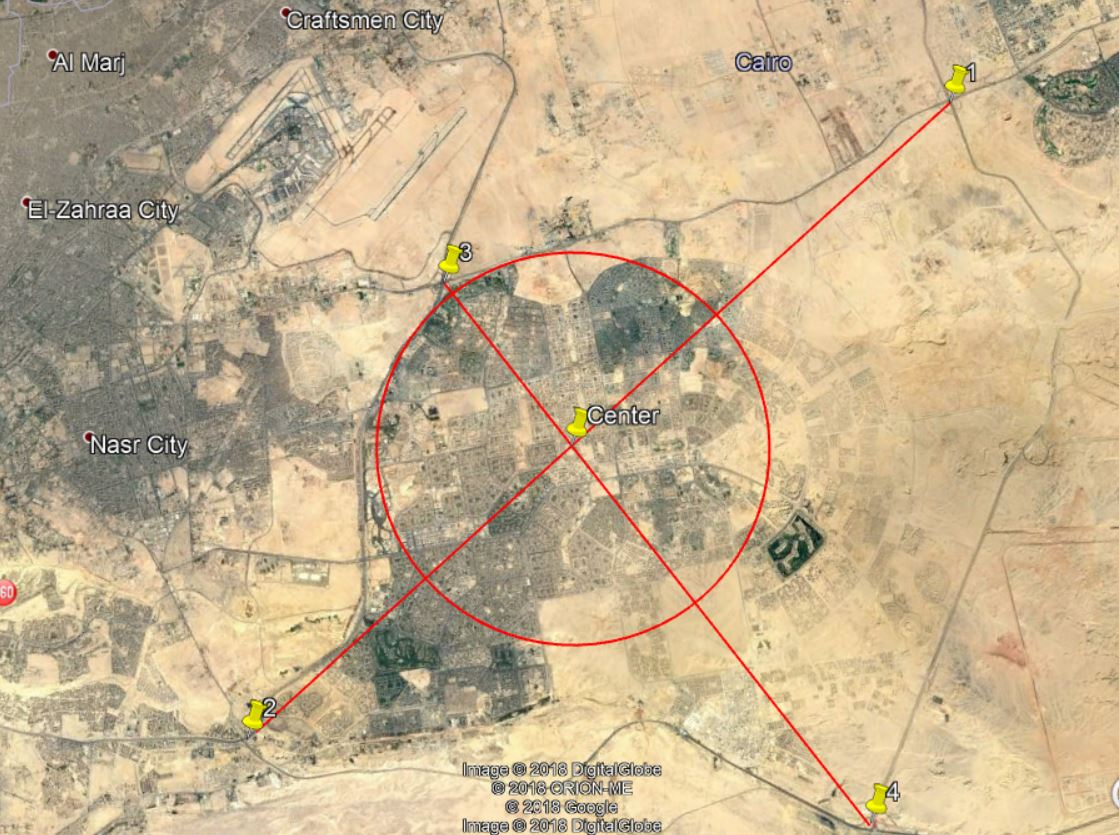 Craftsmen City
Al Marj
Cairo
1
El-Zahraa City
3
Center
Nasr City
60
2
4
Image © 2018 DigitalGlobe
© 2018 ORION-ME
© 2018 Google
Image © 2018 DigitalGlobe